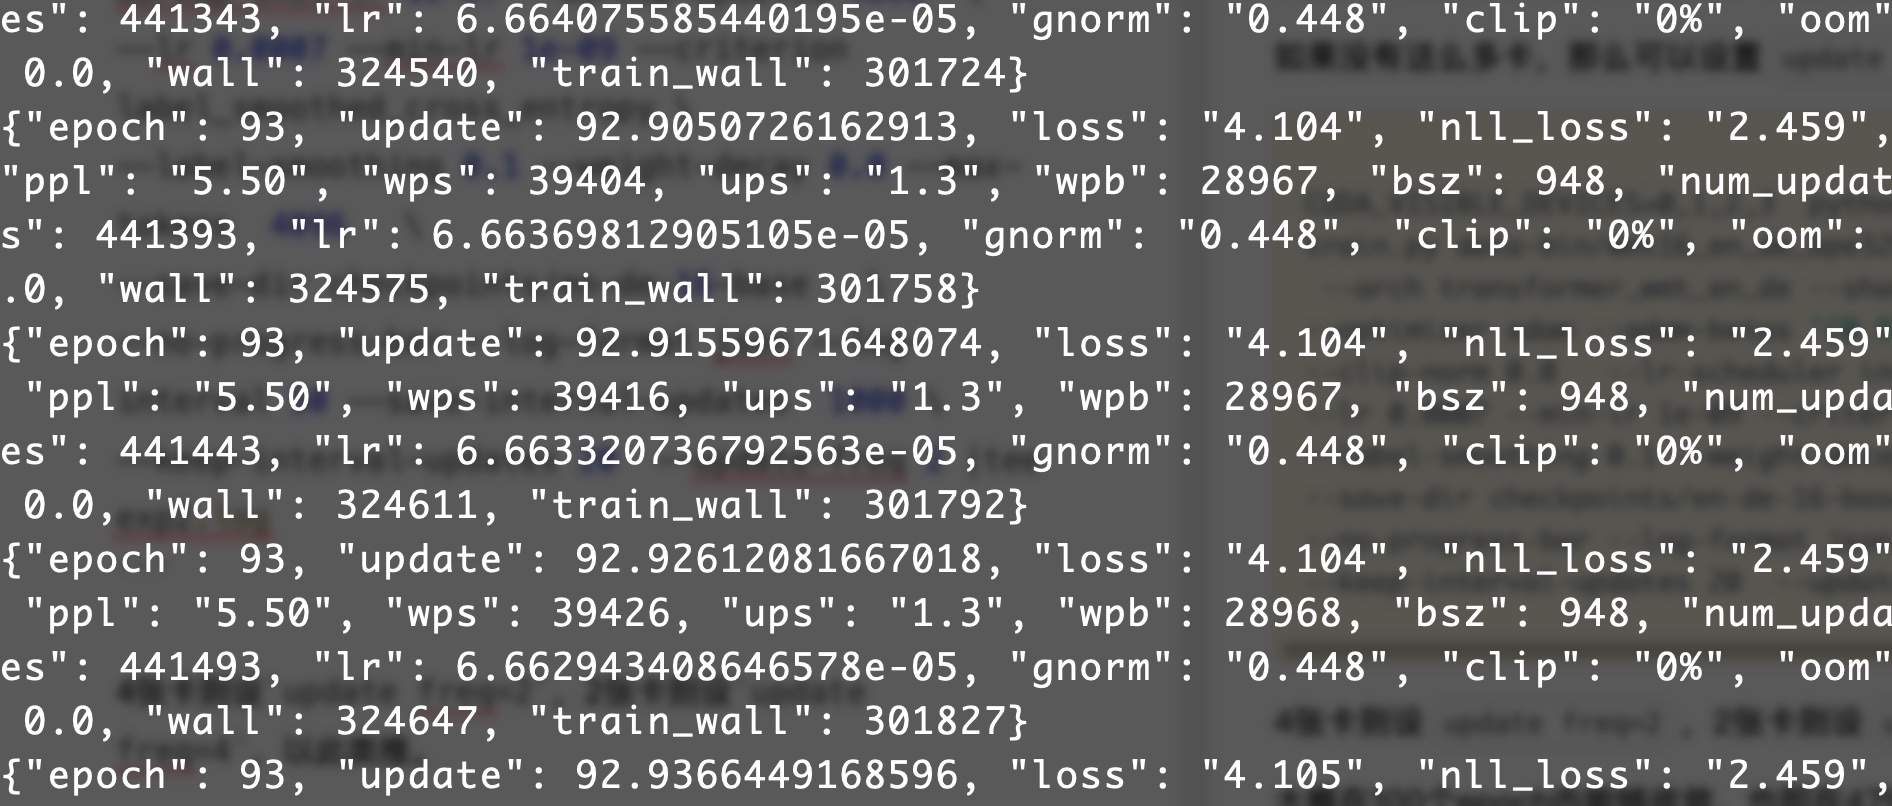 es": 441343, "lr": 6.664075585440195e-05, "gnorm": "0.448", "clip": "0%", "oom"
0.0, "wall": 324540, "train_wall": 301724}
{"epoch": 93, "update": 92.9050726162913, "loss": "4.104", "nll_loss": "2.459",
"ppl": "5.50", "wps": 39404, "ups": "1.3", "wpb": 28967, "bsz": 948, "num_updat
s": 441393, "lr": 6.66369812905105e-05, "gnorm": "0.448", "clip": "0%", "oom":
.0, "wall": 324575, "train_wall": 301758}
{"epoch": 93, "update": 92.91559671648074, "loss": "4.104", "nll_loss": "2.459"
"ppl": "5.50", "wps": 39416, "ups": "1.3", "wpb": 28967, "bsz": 948, "num_upda
es": 441443, "lr": 6.663320736792563e-05, "gnorm": "0.448", "clip": "0%", "oom"
0.0, "wall": 324611, "train_wall": 301792}
{"epoch": 93, "update": 92.92612081667018, "loss": "4.104", "nll_loss": "2.459"
"ppl": "5.50", "wps": 39426, "ups": "1.3", "wpb": 28968, "bsz": 948, "num_upda
es": 441493, "lr": 6.662943408646578e-05, "gnorm": "0.448", "clip": "0%", "oom"
0.0, "wall": 324647, "train_wall": 301827}
{"epoch": 93, "update": 92.9366449168596, "loss": "4.105", "nll_loss": "2.459",